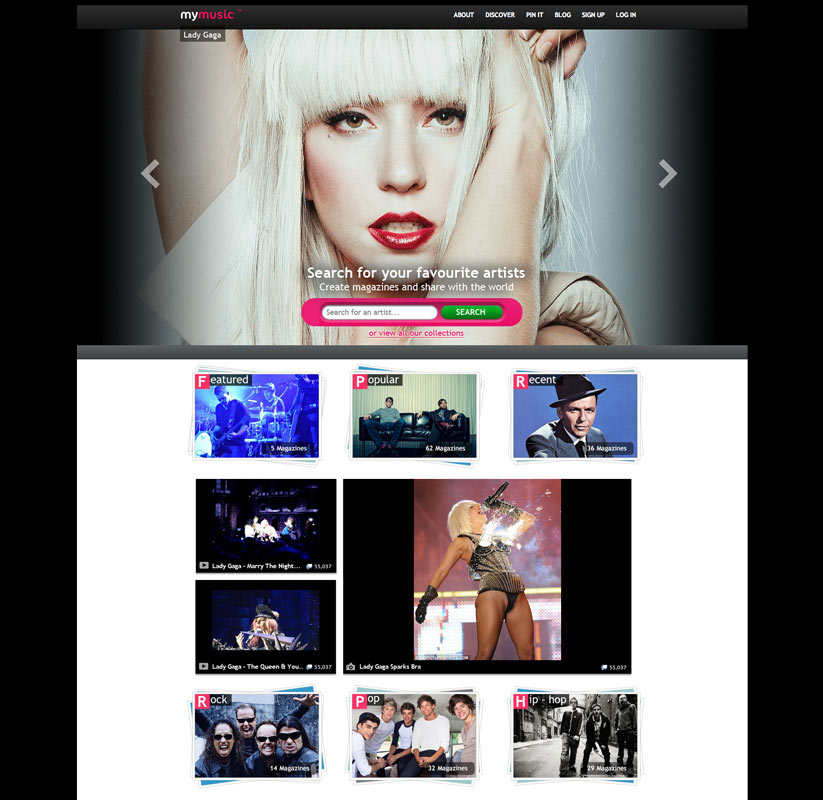 mymusic™
ABOUT DISCOVER PIN IT BLOG SIGN UP LOG IN
Lady Gaga
Search for your favourite artists
Create magazines and share with the world
Search for an artist... SEARCH
or view all our collections
Featured
5 Magazines
Popular
62 Magazines
Recent
36 Magazines
Lady Gaga - Marry The Night... 55,037
Lady Gaga - The Queen & You.. 55,037
Lady Gaga Sparks Bra 55,037
Rock
14 Magazines
Pop
32 Magazines
Hip - hop
29 Magazines